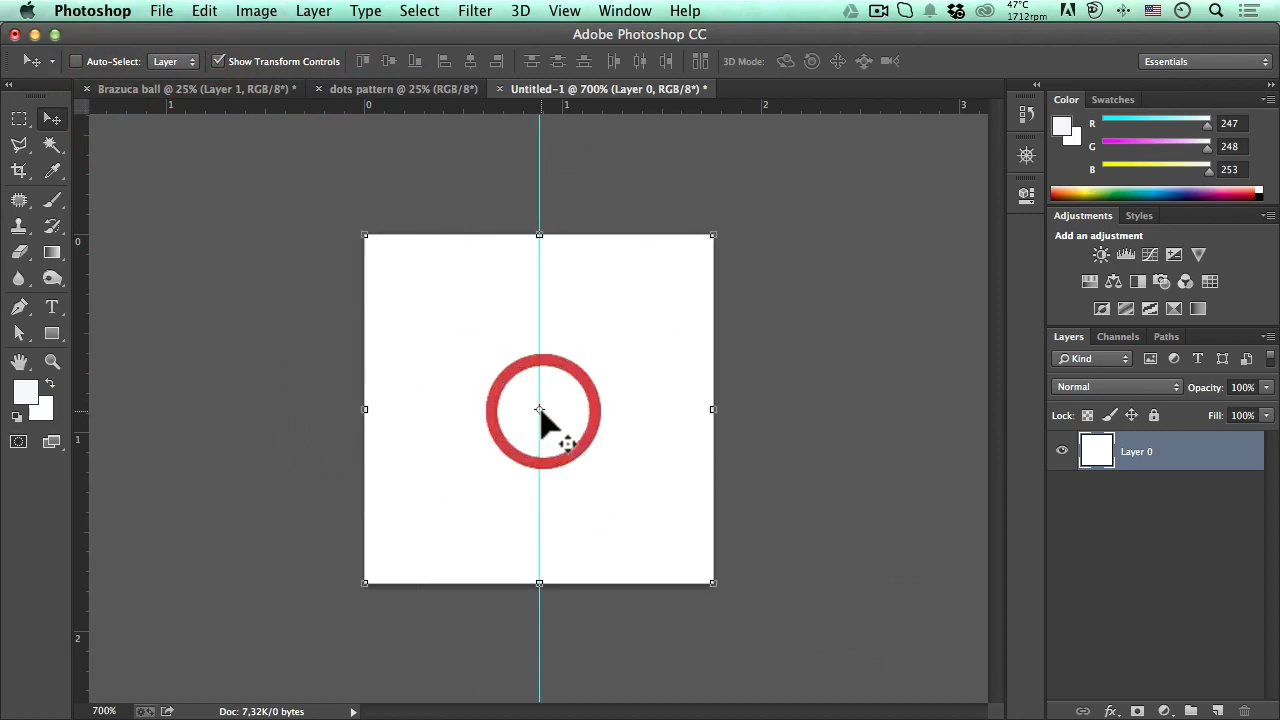 Photoshop File Edit Image Layer Type Select Filter 3D View Window Help 47°C 1712rpm
Adobe Photoshop CC
Auto-Select: Layer Show Transform Controls 3D Mode: Essentials
Brazuca ball @ 25% (Layer 1, RGB/8*) * dots pattern @ 25% (RGB/8*) Untitled-1 @ 700% (Layer 0, RGB/8*) *
1 0 1 2 3
0
1
2
Color Swatches
R 247
G 248
B 253
Adjustments Styles
Add an adjustment
Layers Channels Paths
Kind
Normal Opacity: 100%
Lock: Fill: 100%
Layer 0
700% Doc: 7,32K/0 bytes